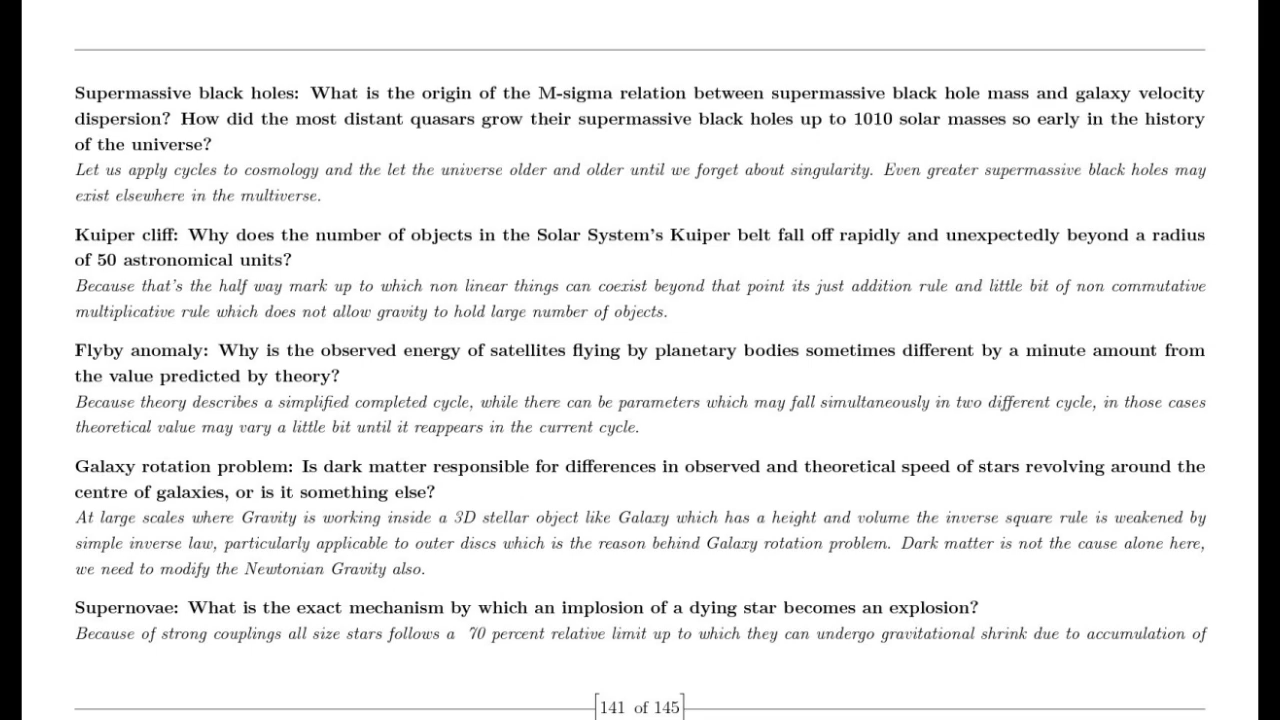 Supermassive black holes: What is the origin of the M-sigma relation between supermassive black hole mass and galaxy velocity
dispersion? How did the most distant quasars grow their supermassive black holes up to 1010 solar masses so early in the history
of the universe?
Let us apply cycles to cosmology and the let the universe older and older until we forget about singularity. Even greater supermassive black holes may
exist elsewhere in the multiverse.
Kuiper cliff: Why does the number of objects in the Solar System's Kuiper belt fall off rapidly and unexpectedly beyond a radius
of 50 astronomical units?
Because that's the half way mark up to which non linear things can coexist beyond that point its just addition rule and little bit of non commutative
multiplicative rule which does not allow gravity to hold large number of objects.
Flyby anomaly: Why is the observed energy of satellites flying by planetary bodies sometimes different by a minute amount from
the value predicted by theory?
Because theory describes a simplified completed cycle, while there can be parameters which may fall simultaneously in two different cycle, in those cases
theoretical value may vary a little bit until it reappears in the current cycle.
Galaxy rotation problem: Is dark matter responsible for differences in observed and theoretical speed of stars revolving around the
centre of galaxies, or is it something else?
At large scales where Gravity is working inside a 3D stellar object like Galaxy which has a height and volume the inverse square rule is weakened by
simple inverse law, particularly applicable to outer discs which is the reason behind Galaxy rotation problem. Dark matter is not the cause alone here,
we need to modify the Newtonian Gravity also.
Supernovae: What is the exact mechanism by which an implosion of a dying star becomes an explosion?
Because of strong couplings all size stars follows a 70 percent relative limit up to which they can undergo gravitational shrink due to accumulation of
141 of 145